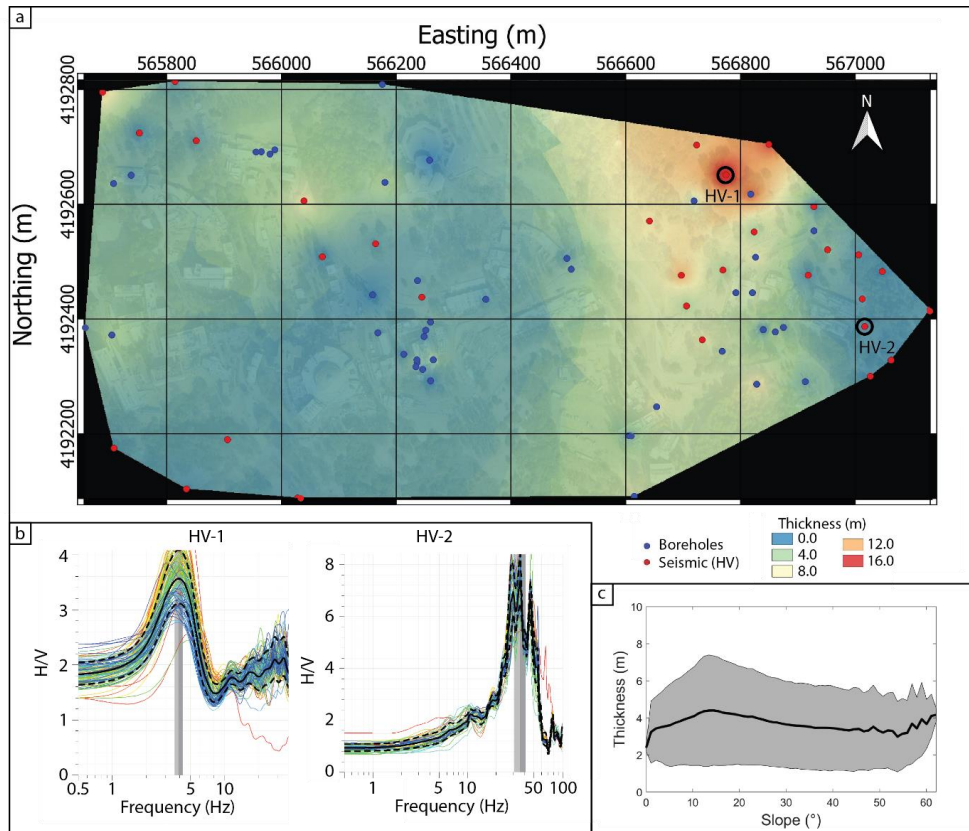 a
Easting (m)
565800 566000 566200 566400 566600 566800 567000
Northing (m)
4192800
4192600
4192400
4192200
N
HV-1
HV-2
Boreholes
Seismic (HV)
Thickness (m)
0.0 12.0
4.0 16.0
8.0
b
HV-1
H/V
4
3
2
1
0
0.5 1 5 10
Frequency (Hz)
HV-2
H/V
8
6
4
2
0
1 5 10 50 100
Frequency (Hz)
c
Thickness (m)
10
8
6
4
2
0
0 10 20 30 40 50 60
Slope (°)